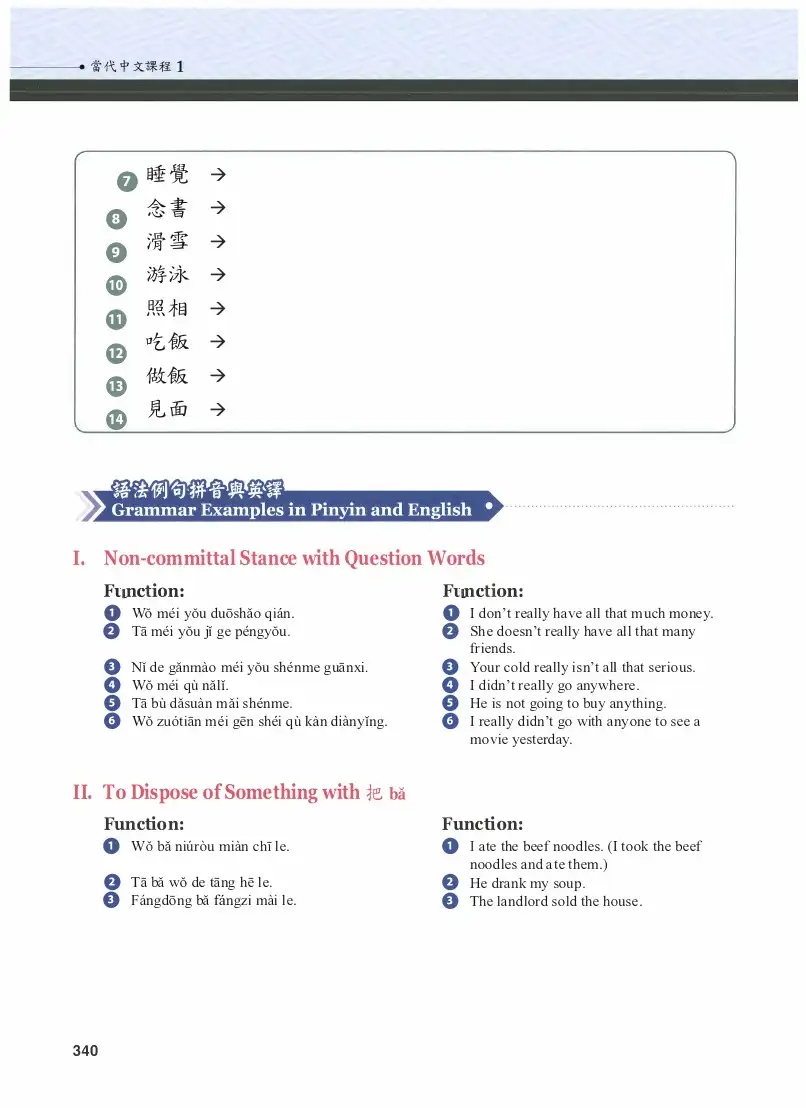 當代中文課程 1
7 睡覺 →
8 念書 →
9 滑雪 →
10 游泳 →
11 照相 →
12 吃飯 →
13 做飯 →
14 見面 →
語法例句拼音與英譯
Grammar Examples in Pinyin and English
I. Non-committal Stance with Question Words
Function:
1 Wǒ méi yǒu duōshǎo qián.
2 Tā méi yǒu jǐ ge péngyǒu.
3 Nǐ de gǎnmào méi yǒu shénme guānxi.
4 Wǒ méi qù nǎlǐ.
5 Tā bù dǎsuàn mǎi shénme.
6 Wǒ zuótiān méi gēn shéi qù kàn diànyǐng.
Function:
1 I don't really have all that much money.
2 She doesn't really have all that many
friends.
3 Your cold really isn't all that serious.
4 I didn't really go anywhere.
5 He is not going to buy anything.
6 I really didn't go with anyone to see a
movie yesterday.
II. To Dispose of Something with 把 bǎ
Function:
1 Wǒ bǎ niúròu miàn chī le.
2 Tā bǎ wǒ de tāng hē le.
3 Fángdōng bǎ fángzi mài le.
Function:
1 I ate the beef noodles. (I took the beef
noodles and ate them.)
2 He drank my soup.
3 The landlord sold the house.
340